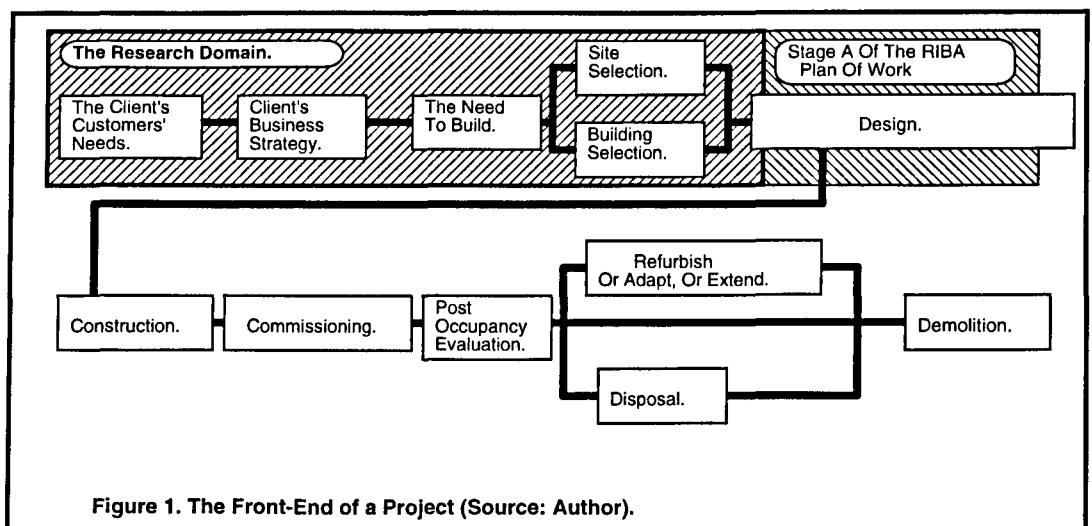 The Research Domain.
Stage A Of The RIBA
Plan Of Work
The Client's
Customers'
Needs.
Client's
Business
Strategy.
The Need
To Build.
Site
Selection.
Building
Selection.
Design.
Construction.
Commissioning.
Post
Occupancy
Evaluation.
Refurbish
Or Adapt, Or Extend.
Disposal.
Demolition.
Figure 1. The Front-End of a Project (Source: Author).